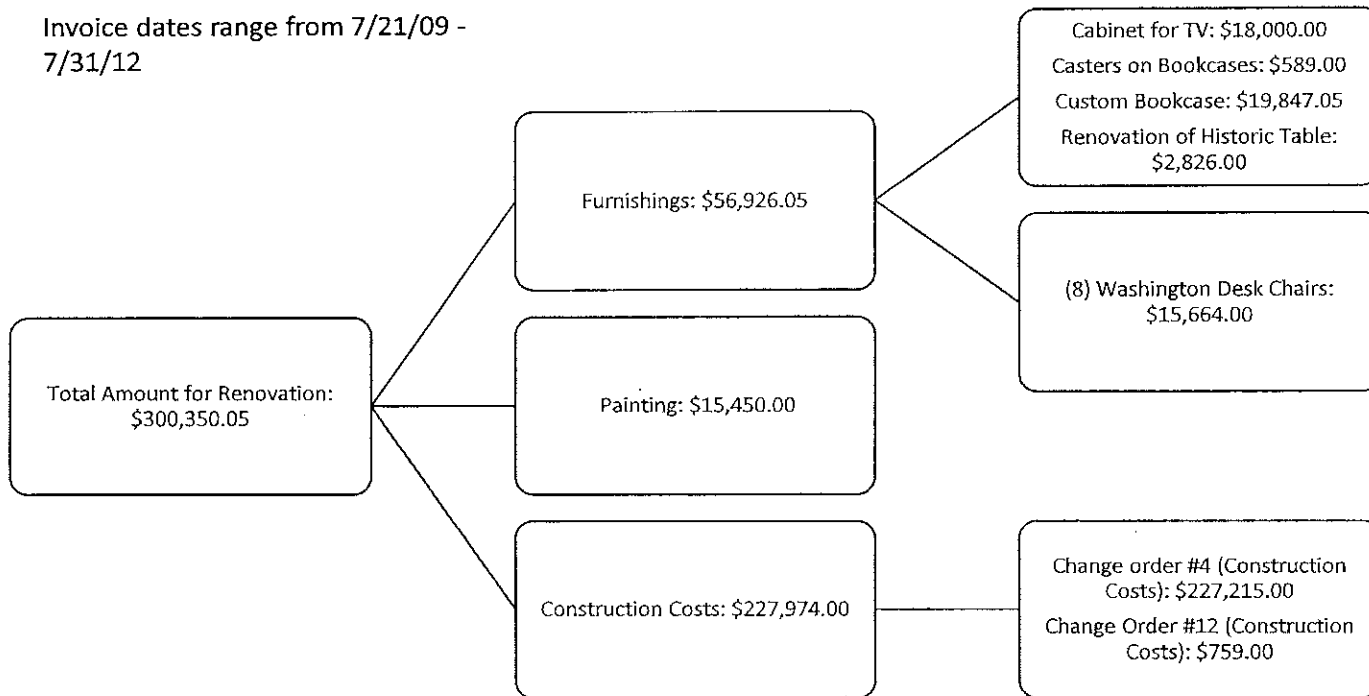 Invoice dates range from 7/21/09 -
7/31/12
Total Amount for Renovation:
$300,350.05
Furnishings: $56,926.05
Cabinet for TV: $18,000.00
Casters on Bookcases: $589.00
Custom Bookcase: $19,847.05
Renovation of Historic Table:
$2,826.00
(8) Washington Desk Chairs:
$15,664.00
Painting: $15,450.00
Construction Costs: $227,974.00
Change order #4 (Construction
Costs): $227,215.00
Change Order #12 (Construction
Costs): $759.00